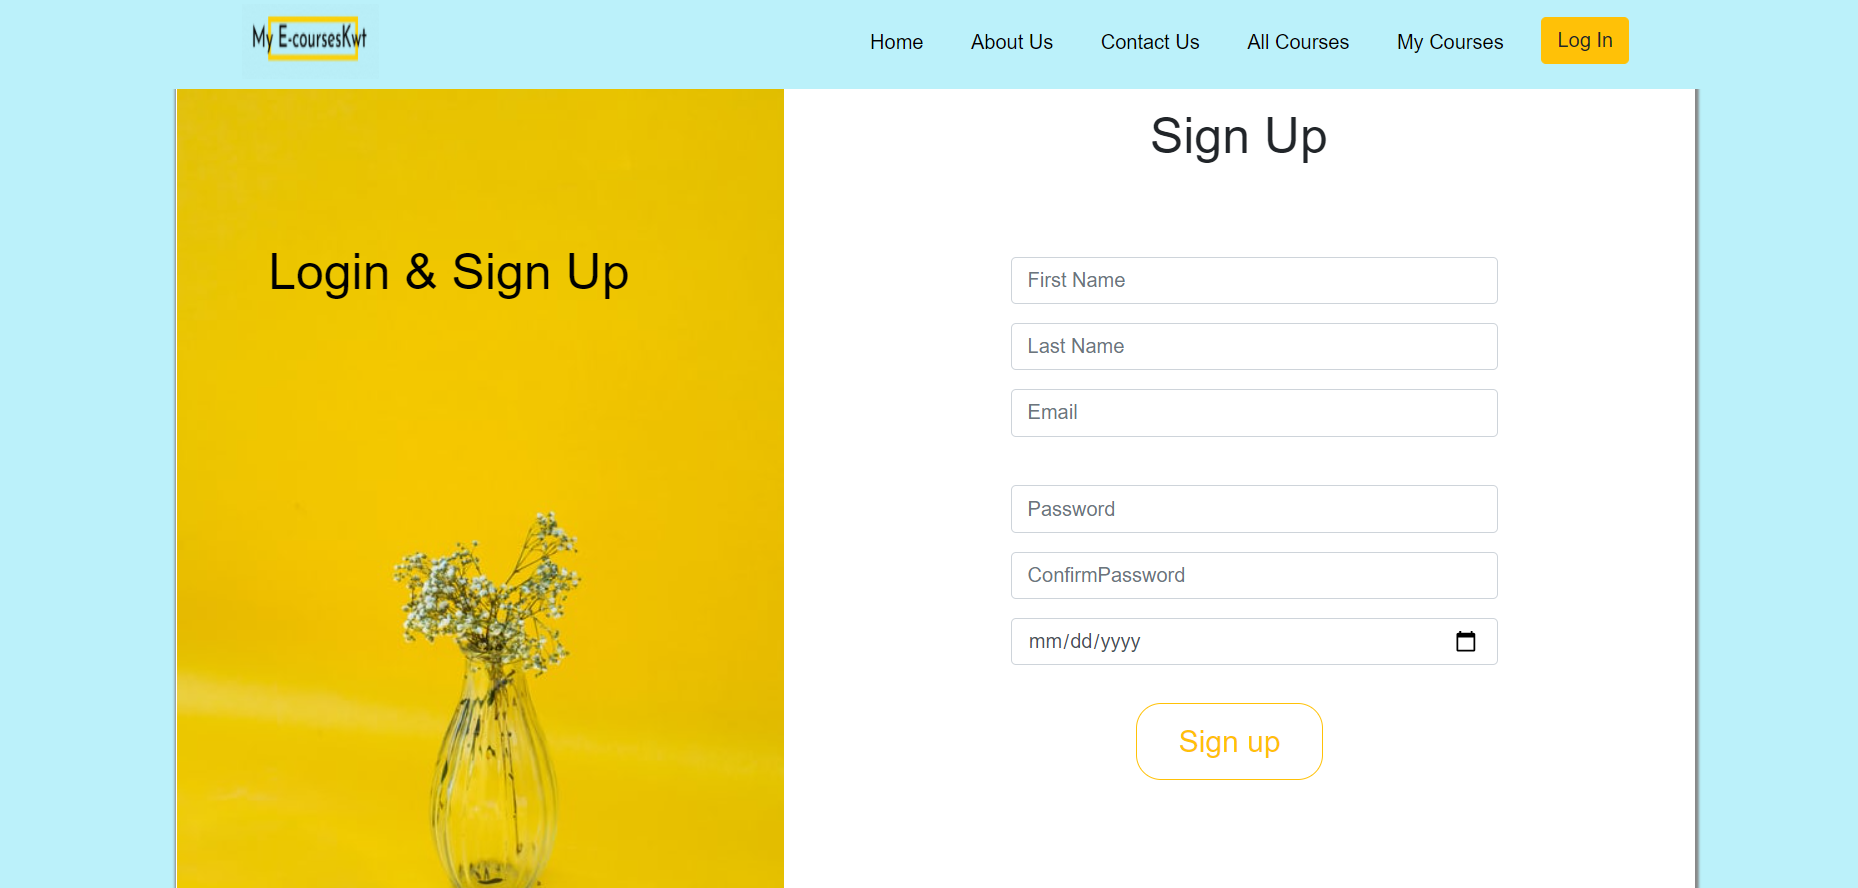 My E-coursesKwt
Home About Us Contact Us All Courses My Courses Log In
Sign Up
Login & Sign Up
First Name
Last Name
Email
Password
ConfirmPassword
mm/dd/yyyy
Sign up